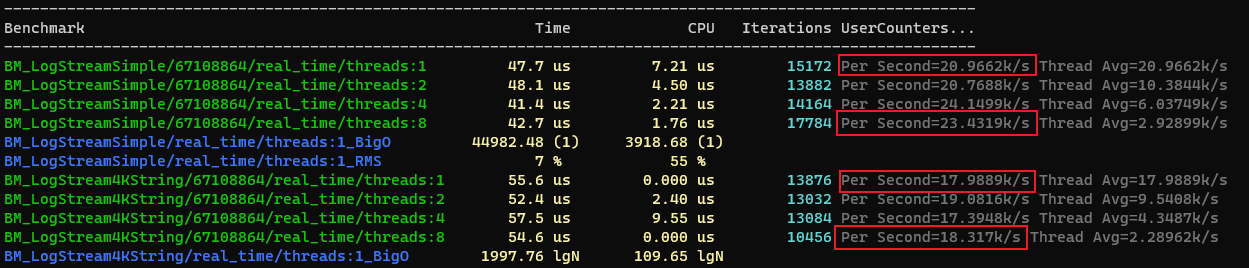 Benchmark Time CPU Iterations UserCounters...
BM_LogStreamSimple/67108864/real_time/threads:1 47.7 us 7.21 us 15172 Per Second=20.9662k/s Thread Avg=20.9662k/s
BM_LogStreamSimple/67108864/real_time/threads:2 48.1 us 4.50 us 13882 Per Second=20.7688k/s Thread Avg=10.3844k/s
BM_LogStreamSimple/67108864/real_time/threads:4 41.4 us 2.21 us 14164 Per Second=24.1499k/s Thread Avg=6.03749k/s
BM_LogStreamSimple/67108864/real_time/threads:8 42.7 us 1.76 us 17784 Per Second=23.4319k/s Thread Avg=2.92899k/s
BM_LogStreamSimple/real_time/threads:1_BigO 44982.48 (1) 3918.68 (1)
BM_LogStreamSimple/real_time/threads:1_RMS 7 % 55 %
BM_LogStream4KString/67108864/real_time/threads:1 55.6 us 0.000 us 13876 Per Second=17.9889k/s Thread Avg=17.9889k/s
BM_LogStream4KString/67108864/real_time/threads:2 52.4 us 2.40 us 13032 Per Second=19.0816k/s Thread Avg=9.5408k/s
BM_LogStream4KString/67108864/real_time/threads:4 57.5 us 9.55 us 13084 Per Second=17.3948k/s Thread Avg=4.3487k/s
BM_LogStream4KString/67108864/real_time/threads:8 54.6 us 0.000 us 10456 Per Second=18.317k/s Thread Avg=2.28962k/s
BM_LogStream4KString/real_time/threads:1_BigO 1997.76 lgN 109.65 lgN